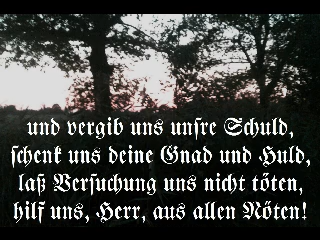 und vergib uns unſre Schuld,
ſchenk uns deine Gnad und Huld,
laß Verſuchung uns nicht töten,
hilf uns, Herr, aus allen Nöten!